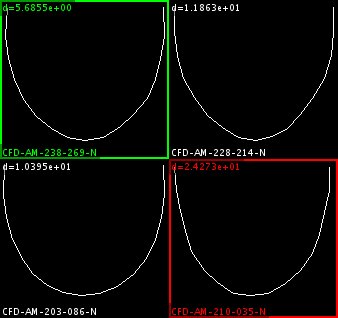 d=5.6855e+00
d=1.1863e+01
CFD-AM-238-269-N
CFD-AM-228-214-N
d=1.0395e+01
d=2.4273e+01
CFD-AM-203-086-N
CFD-AM-210-035-N